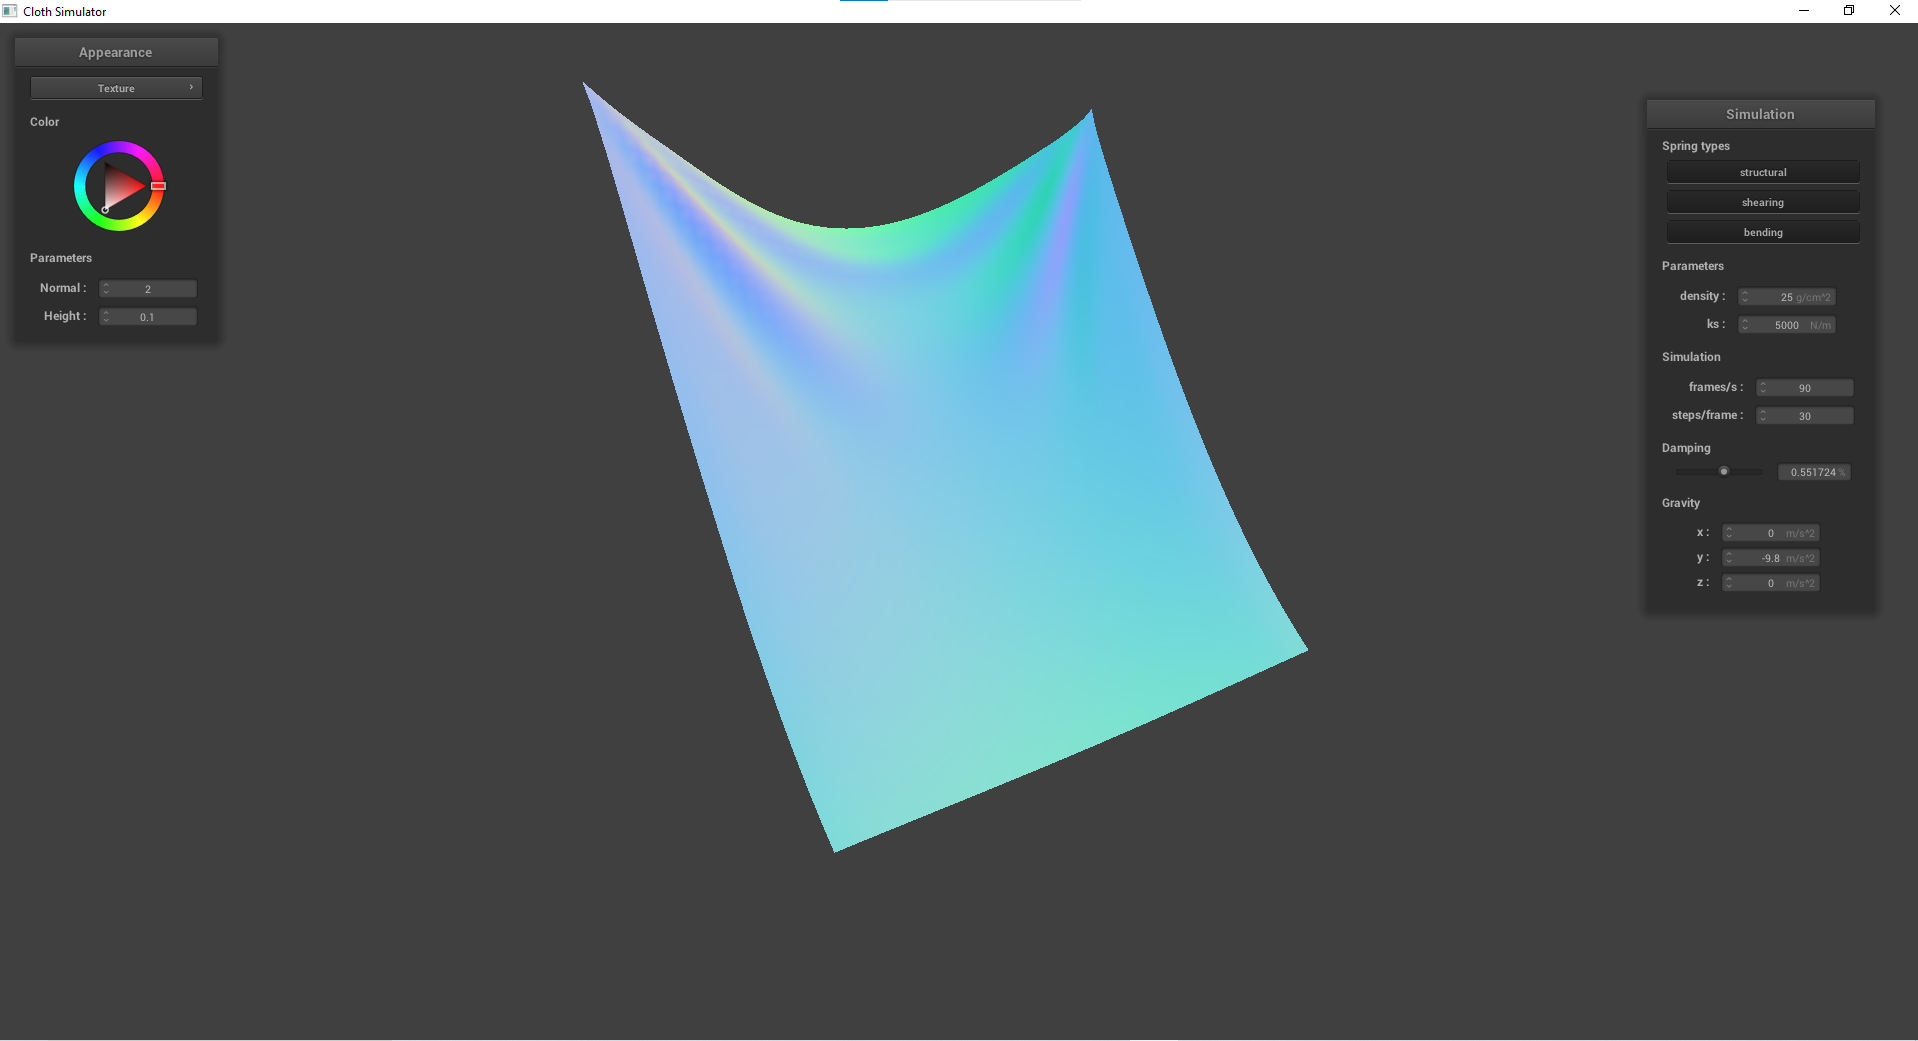 Cloth Simulator
Appearance
Texture
Color
Parameters
Normal : 2
Height : 0.1
Simulation
Spring types
structural
shearing
bending
Parameters
density : 25 g/cm^2
ks : 5000 N/m
Simulation
frames/s : 90
steps/frame : 30
Damping
0.551724 %
Gravity
x : 0 m/s^2
y : -9.8 m/s^2
z : 0 m/s^2